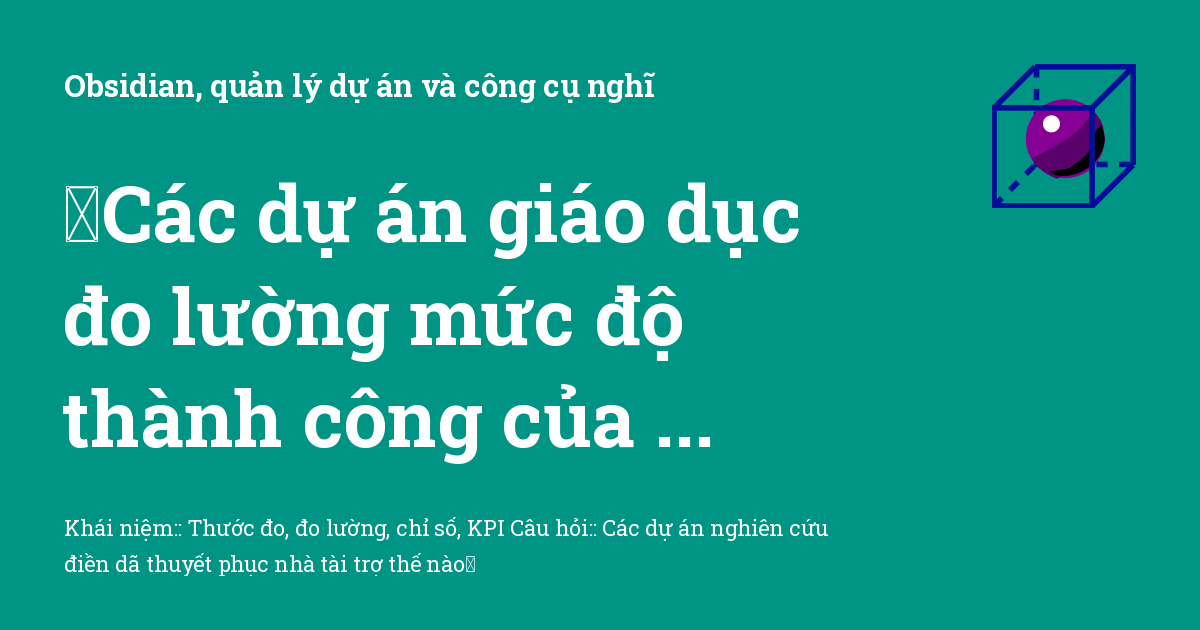 Obsidian, quản lý dự án và công cụ nghĩ
Các dự án giáo dục
đo lường mức độ
thành công của ...
Khái niệm:: Thước đo, đo lường, chỉ số, KPI Câu hỏi:: Các dự án nghiên cứu
điền dã thuyết phục nhà tài trợ thế nào